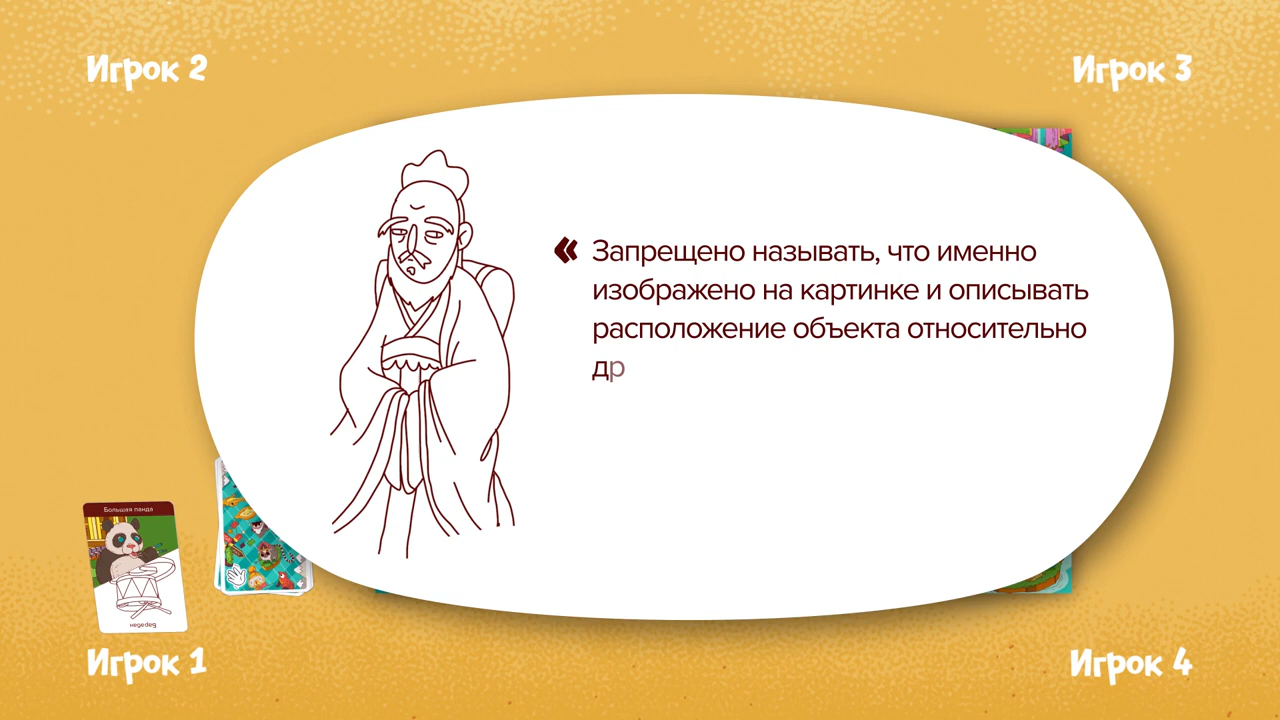 Игрок 2
Игрок 3
« Запрещено называть, что именно
изображено на картинке и описывать
расположение объекта относительно
др
Большая панда
Игрок 1
Игрок 4